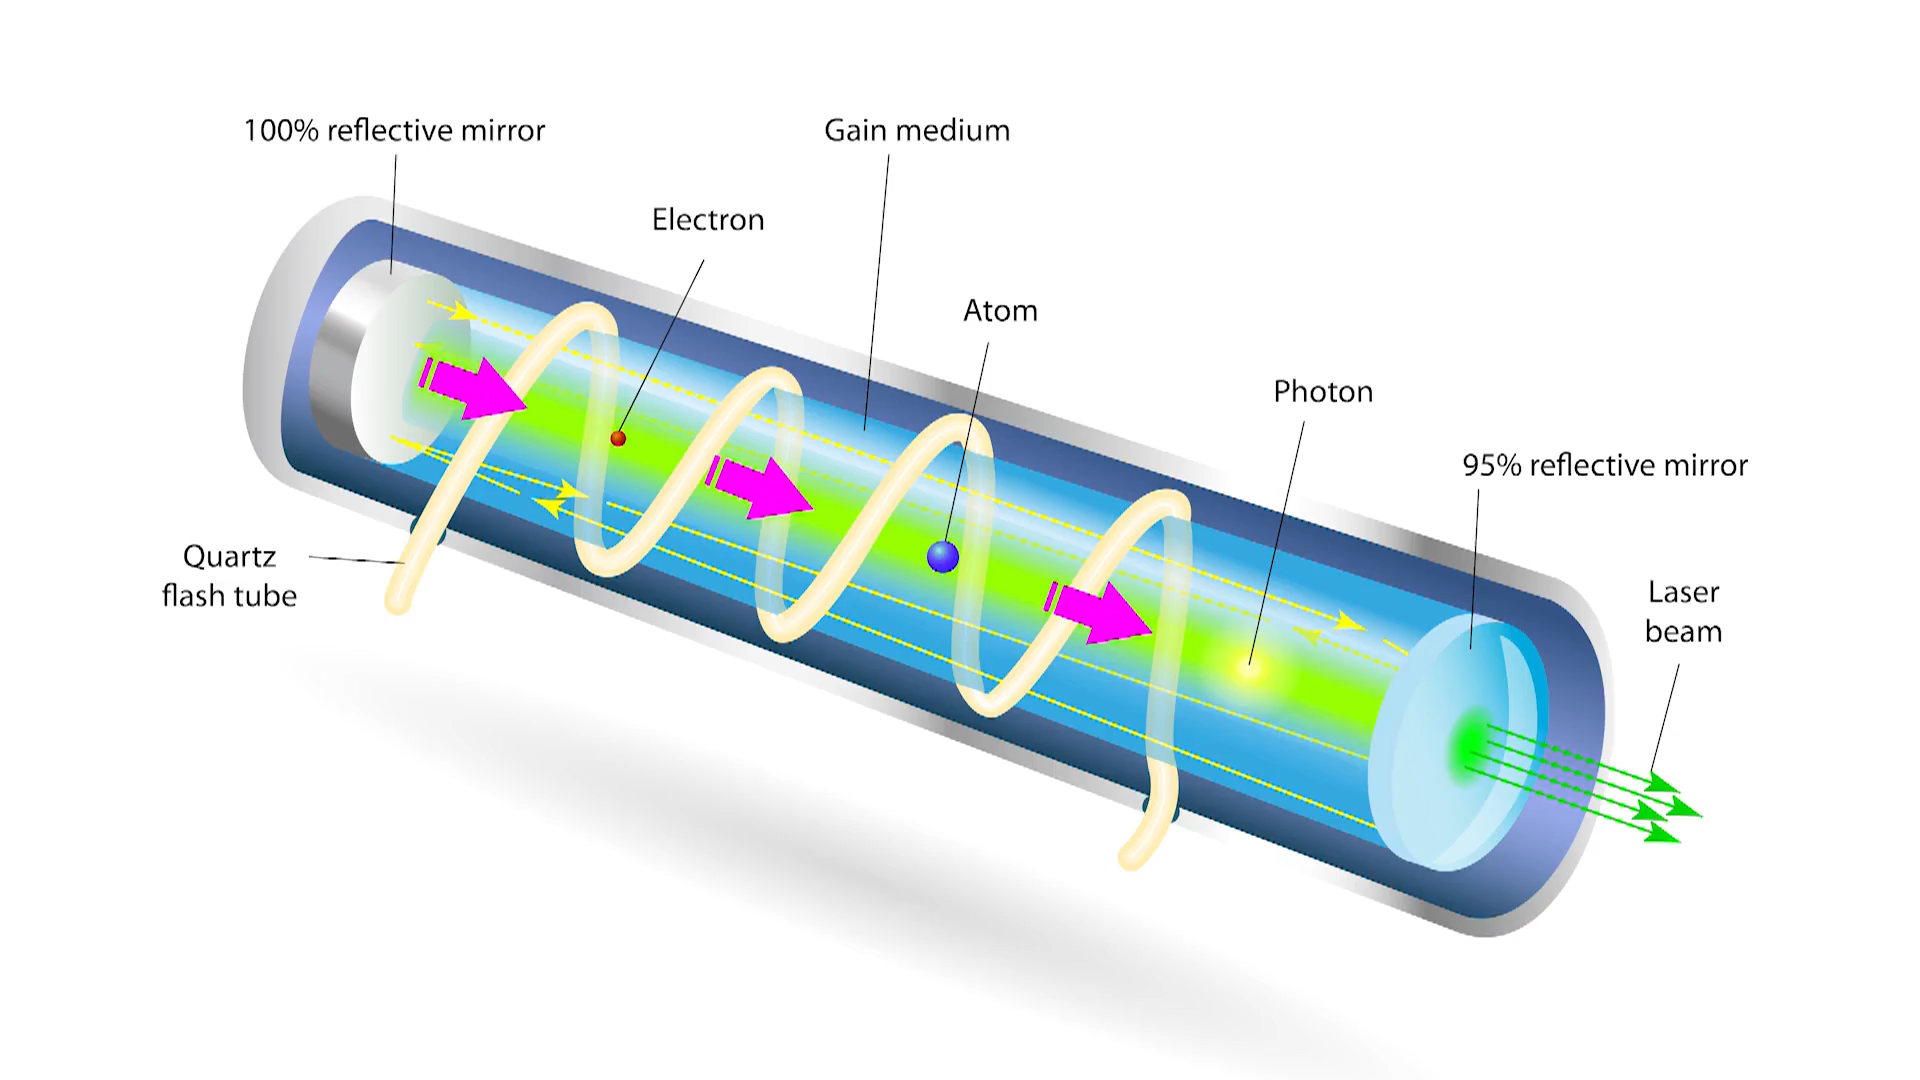 100% reflective mirror
Gain medium
Electron
Atom
Photon
95% reflective mirror
Quartz
flash tube
Laser
beam